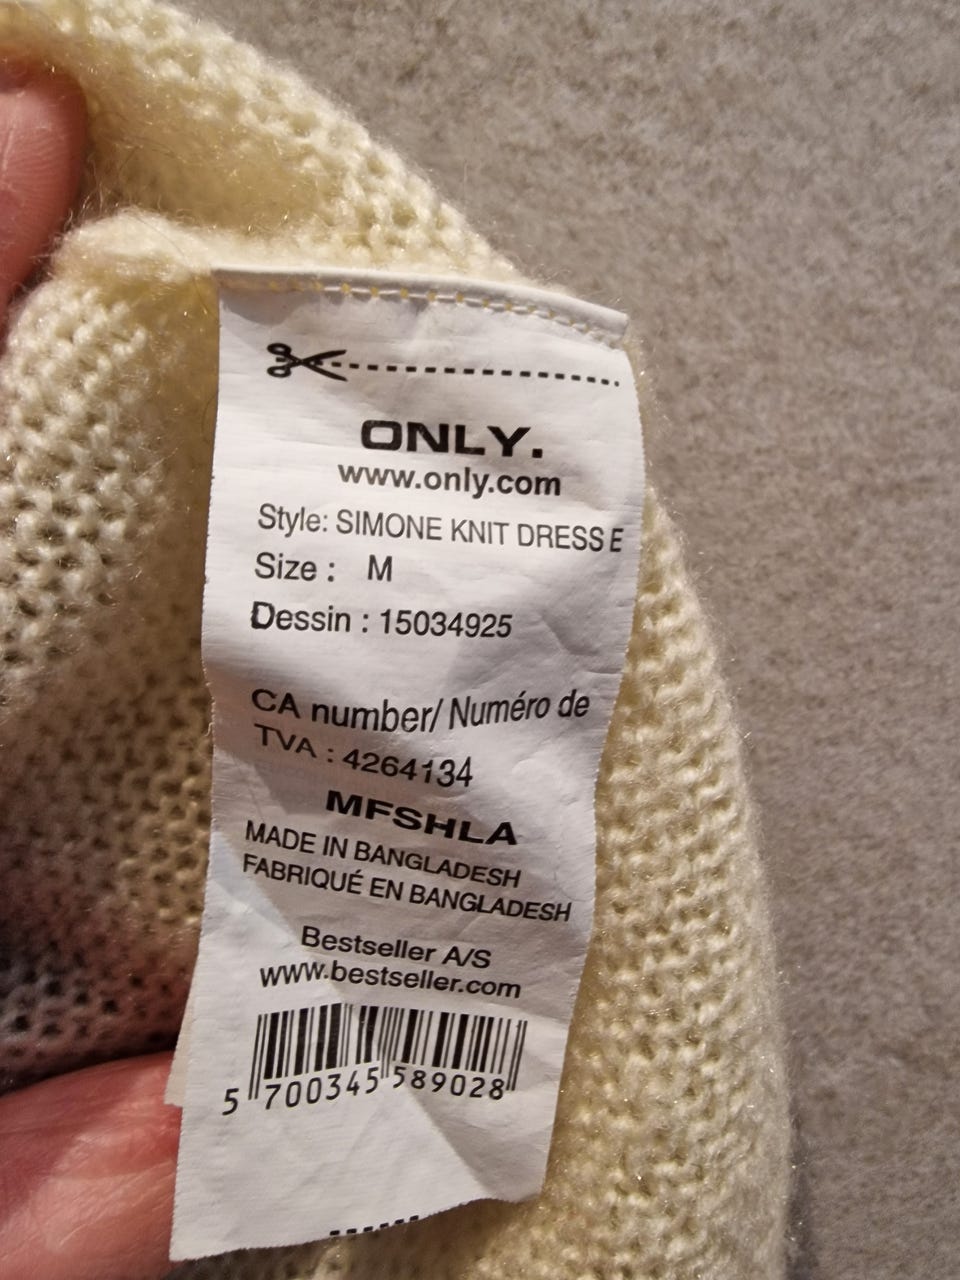 ONLY.
www.only.com
Style: SIMONE KNIT DRESS E
Size : M
Dessin : 15034925
CA number/ Numéro de
TVA : 4264134
MFSHLA
MADE IN BANGLADESH
FABRIQUÉ EN BANGLADESH
Bestseller A/S
www.bestseller.com
5 700345 589028